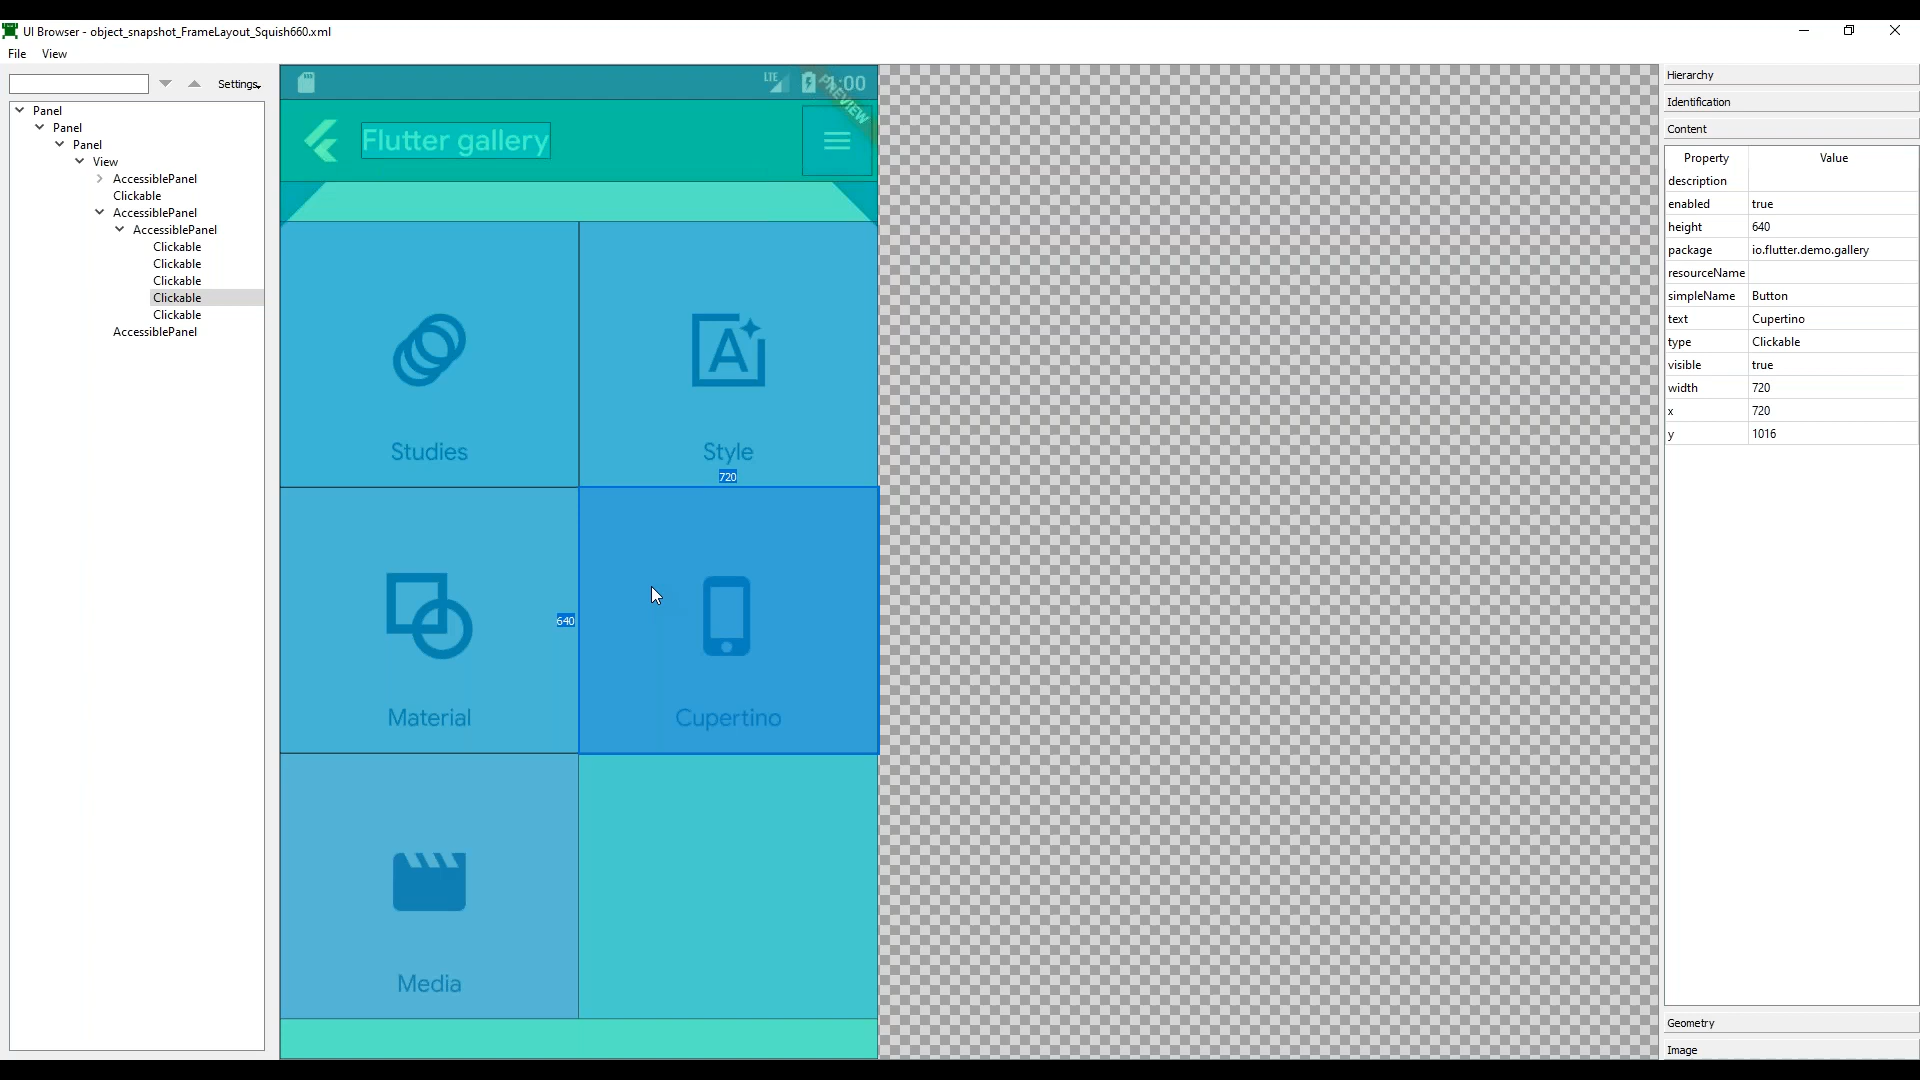 UI Browser - object_snapshot_FrameLayout_Squish660.xml
File View
Settings
Panel
Panel
Panel
View
AccessiblePanel
Clickable
AccessiblePanel
AccessiblePanel
Clickable
Clickable
Clickable
Clickable
Clickable
AccessiblePanel
LTE 1:00
PREVIEW
Flutter gallery
Studies
Style
720
640
Material
Cupertino
Media
Hierarchy
Identification
Content
Property Value
description
enabled true
height 640
package io.flutter.demo.gallery
resourceName
simpleName Button
text Cupertino
type Clickable
visible true
width 720
x 720
y 1016
Geometry
Image